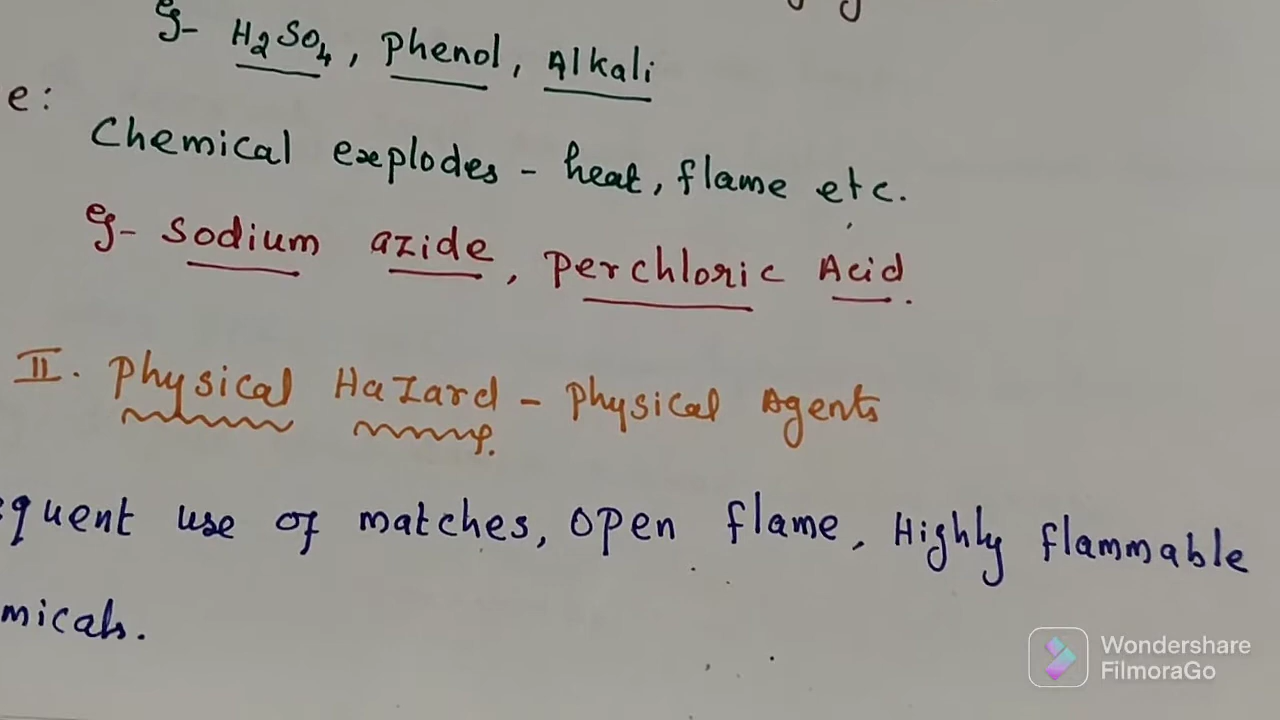 eg- H₂SO₄, Phenol, Alkali
e:
Chemical explodes - heat, flame etc.
eg- Sodium azide, Perchloric Acid.
II. Physical Hazard - Physical Agents
equent use of matches, open flame, Highly flammable
micals.
Wondershare
FilmoraGo